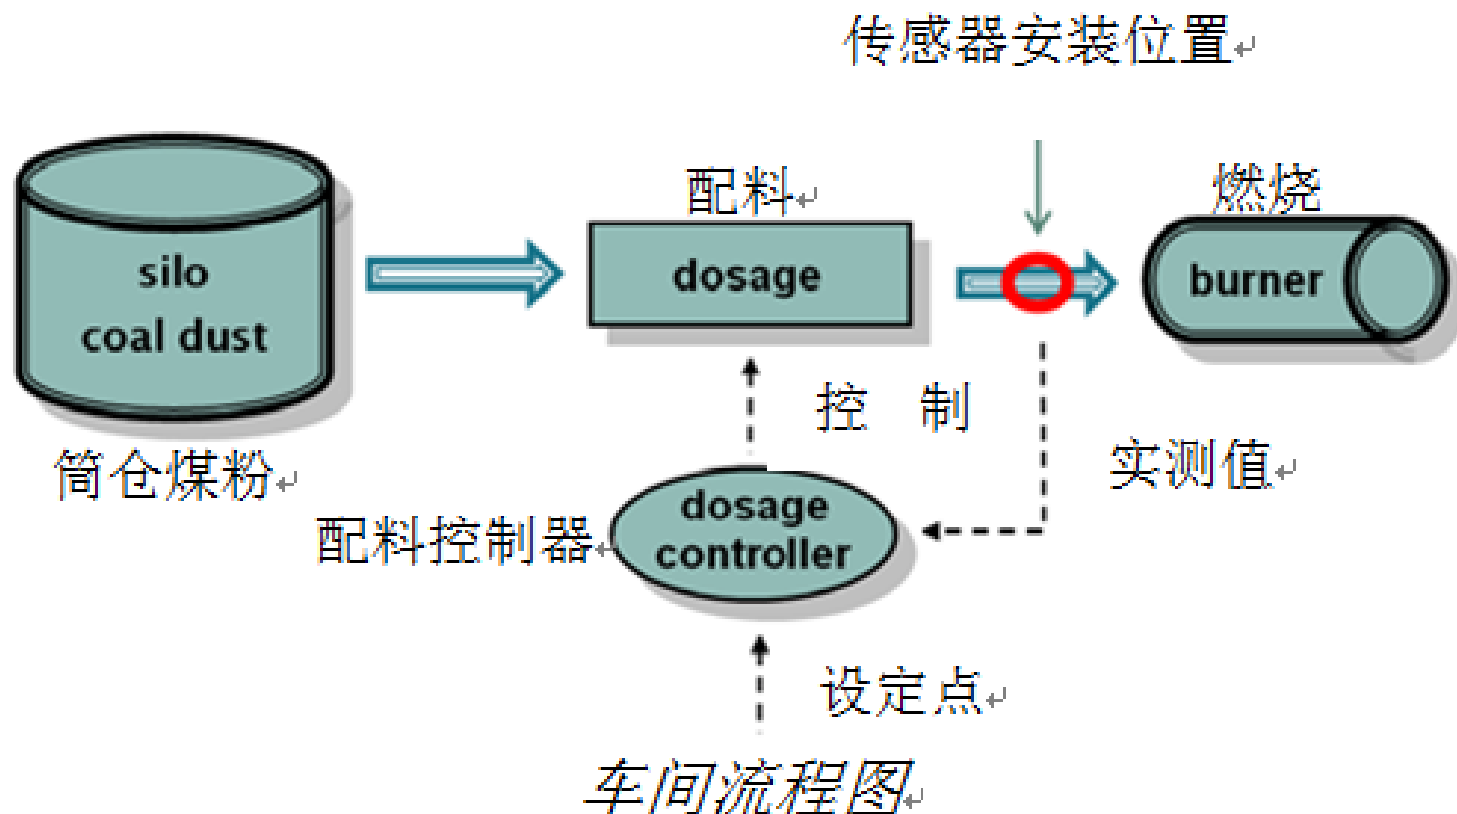 传感器安装位置
配料
燃烧
silo
coal dust
dosage
burner
控 制
筒仓煤粉
实测值
配料控制器
dosage
controller
设定点
车间流程图